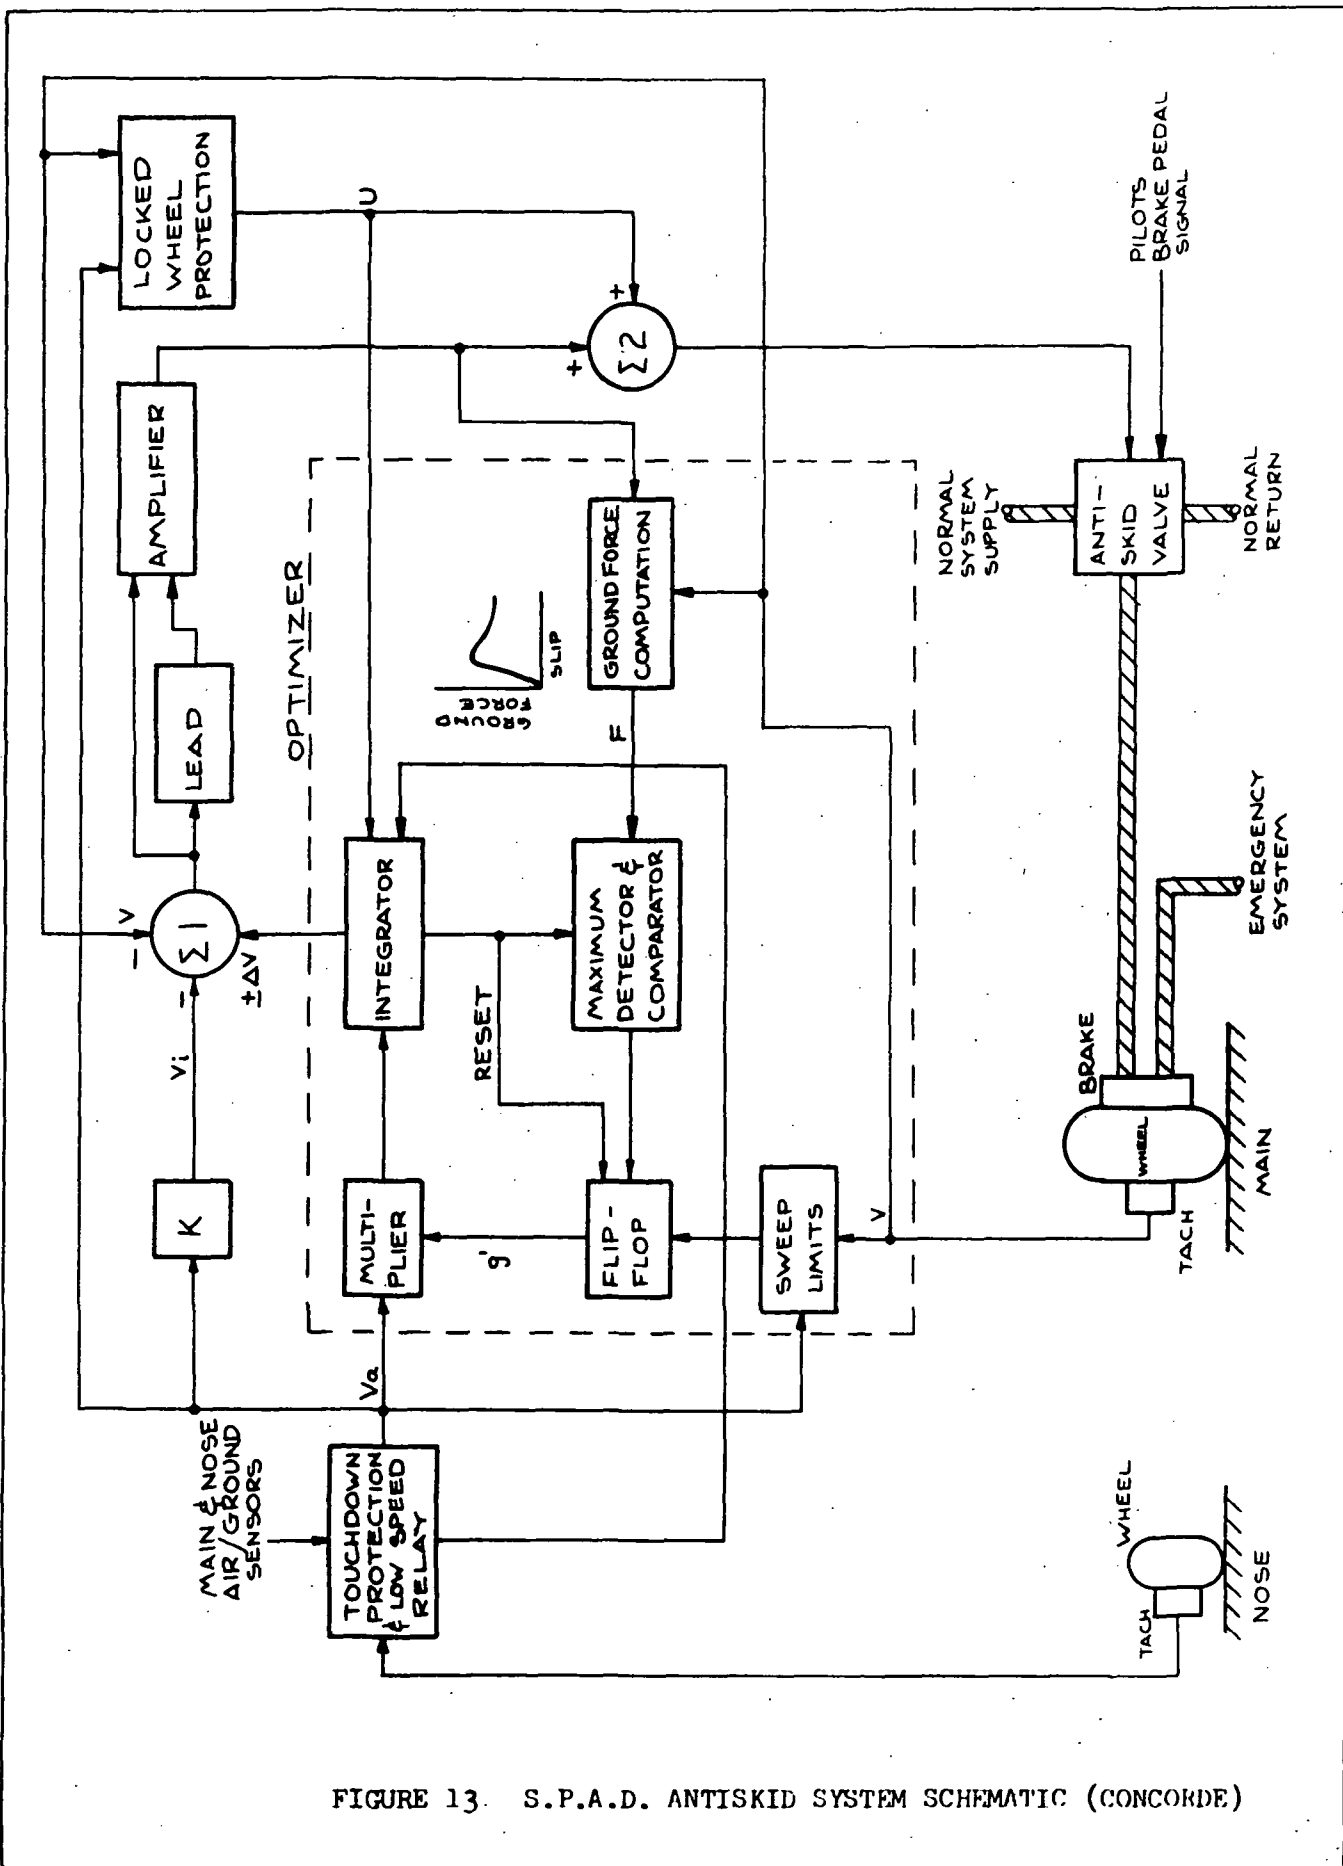 LOCKED
WHEEL
PROTECTION
U
AMPLIFIER
LEAD
V
-
Σ1
-
±ΔV
Vi
K
+
+
Σ2
OPTIMIZER
GROUND
FORCE
SLIP
GROUND FORCE
COMPUTATION
F
INTEGRATOR
MAXIMUM
DETECTOR &
COMPARATOR
RESET
MULTI-
PLIER
g'
FLIP-
FLOP
SWEEP
LIMITS
V
Va
MAIN & NOSE
AIR/GROUND
SENSORS
TOUCHDOWN
PROTECTION
& LOW SPEED
RELAY
PILOTS
BRAKE PEDAL
SIGNAL
NORMAL
SYSTEM
SUPPLY
ANTI-
SKID
VALVE
NORMAL
RETURN
EMERGENCY
SYSTEM
BRAKE
WHEEL
TACH
MAIN
WHEEL
TACH
NOSE
FIGURE 13. S.P.A.D. ANTISKID SYSTEM SCHEMATIC (CONCORDE)